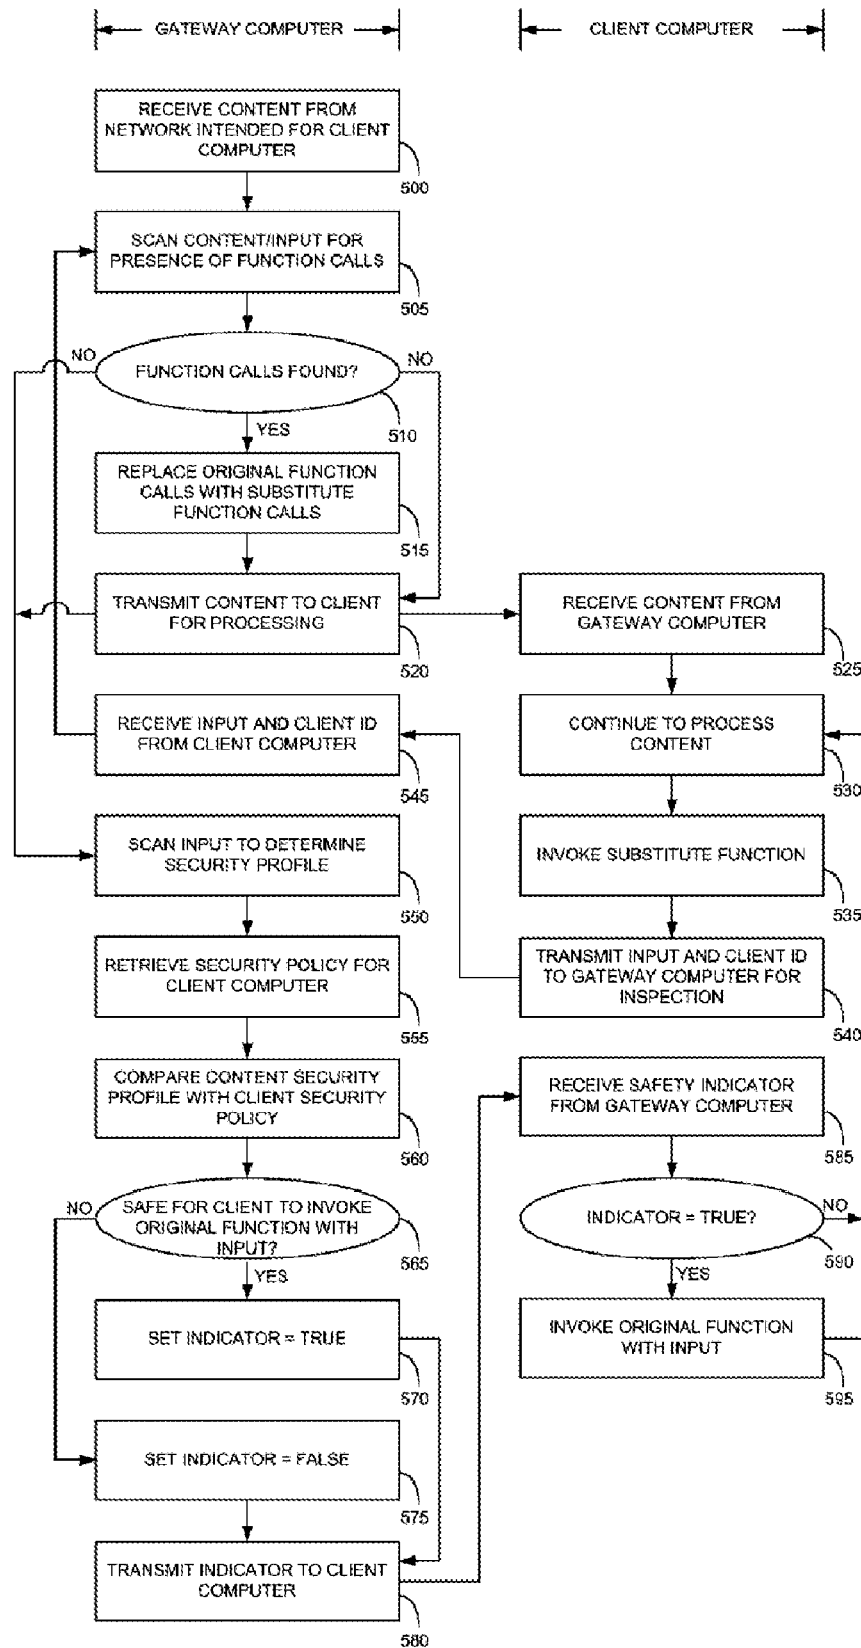 GATEWAY COMPUTER
CLIENT COMPUTER
RECEIVE CONTENT FROM
NETWORK INTENDED FOR CLIENT
COMPUTER
500
SCAN CONTENT/INPUT FOR
PRESENCE OF FUNCTION CALLS
505
NO
FUNCTION CALLS FOUND?
NO
510
YES
REPLACE ORIGINAL FUNCTION
CALLS WITH SUBSTITUTE
FUNCTION CALLS
515
TRANSMIT CONTENT TO CLIENT
FOR PROCESSING
520
RECEIVE CONTENT FROM
GATEWAY COMPUTER
525
RECEIVE INPUT AND CLIENT ID
FROM CLIENT COMPUTER
545
CONTINUE TO PROCESS
CONTENT
530
SCAN INPUT TO DETERMINE
SECURITY PROFILE
550
INVOKE SUBSTITUTE FUNCTION
535
RETRIEVE SECURITY POLICY FOR
CLIENT COMPUTER
555
TRANSMIT INPUT AND CLIENT ID
TO GATEWAY COMPUTER FOR
INSPECTION
540
COMPARE CONTENT SECURITY
PROFILE WITH CLIENT SECURITY
POLICY
560
RECEIVE SAFETY INDICATOR
FROM GATEWAY COMPUTER
585
NO
SAFE FOR CLIENT TO INVOKE
ORIGINAL FUNCTION WITH
INPUT?
565
YES
INDICATOR = TRUE?
NO
590
YES
SET INDICATOR = TRUE
570
INVOKE ORIGINAL FUNCTION
WITH INPUT
595
SET INDICATOR = FALSE
575
TRANSMIT INDICATOR TO CLIENT
COMPUTER
580